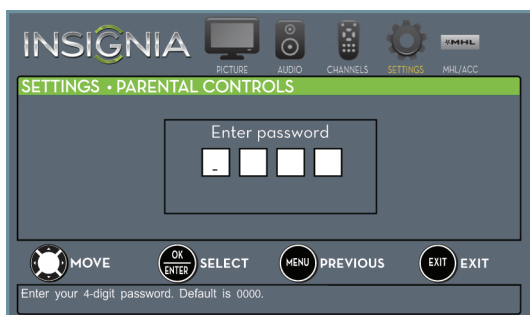 INSIGNIA
PICTURE AUDIO CHANNELS SETTINGS MHL/ACC
MHL
SETTINGS • PARENTAL CONTROLS
Enter password
-
MOVE OK ENTER SELECT MENU PREVIOUS EXIT EXIT
Enter your 4-digit password. Default is 0000.